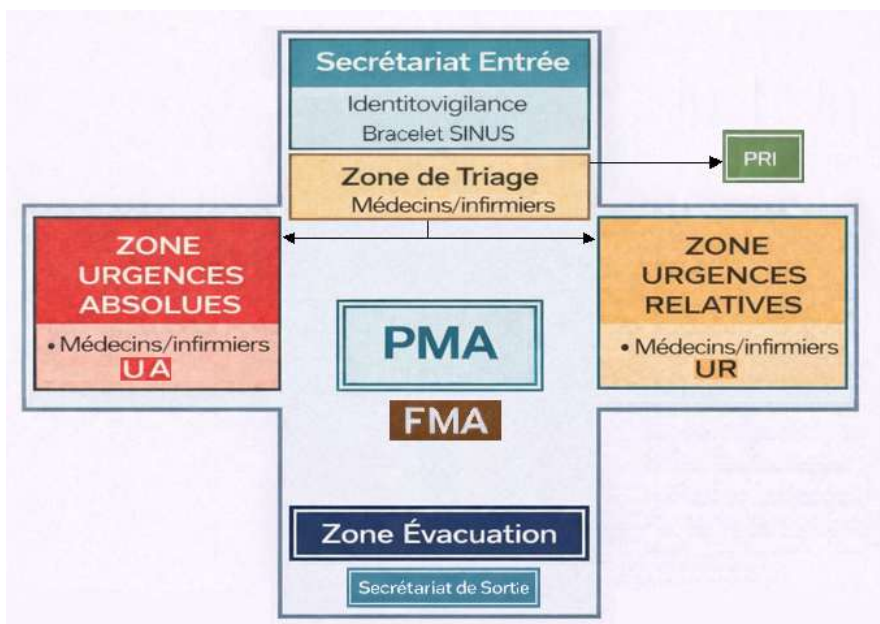 Secrétariat Entrée
Identitovigilance
Bracelet SINUS
PRI
Zone de Triage
Médecins/infirmiers
ZONE
URGENCES
ABSOLUES
• Médecins/infirmiers
UA
PMA
FMA
ZONE
URGENCES
RELATIVES
• Médecins/infirmiers
UR
Zone Évacuation
Secrétariat de Sortie